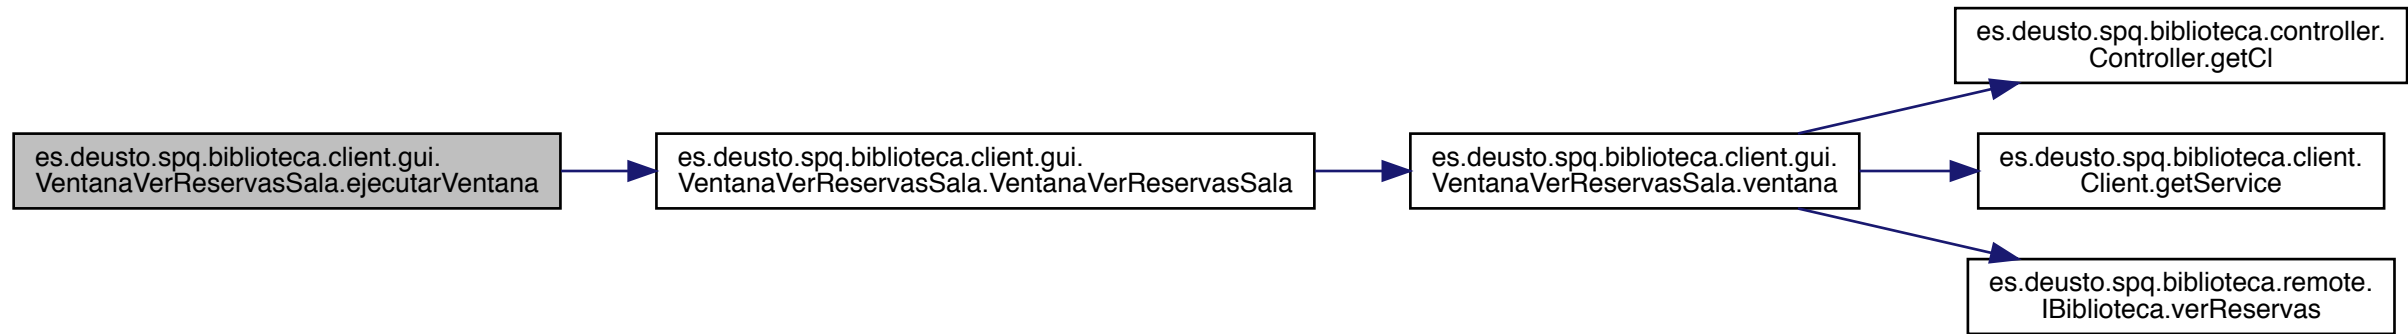 es.deusto.spq.biblioteca.client.gui.
VentanaVerReservasSala.ejecutarVentana
es.deusto.spq.biblioteca.client.gui.
VentanaVerReservasSala.VentanaVerReservasSala
es.deusto.spq.biblioteca.client.gui.
VentanaVerReservasSala.ventana
es.deusto.spq.biblioteca.controller.
Controller.getCl
es.deusto.spq.biblioteca.client.
Client.getService
es.deusto.spq.biblioteca.remote.
IBiblioteca.verReservas